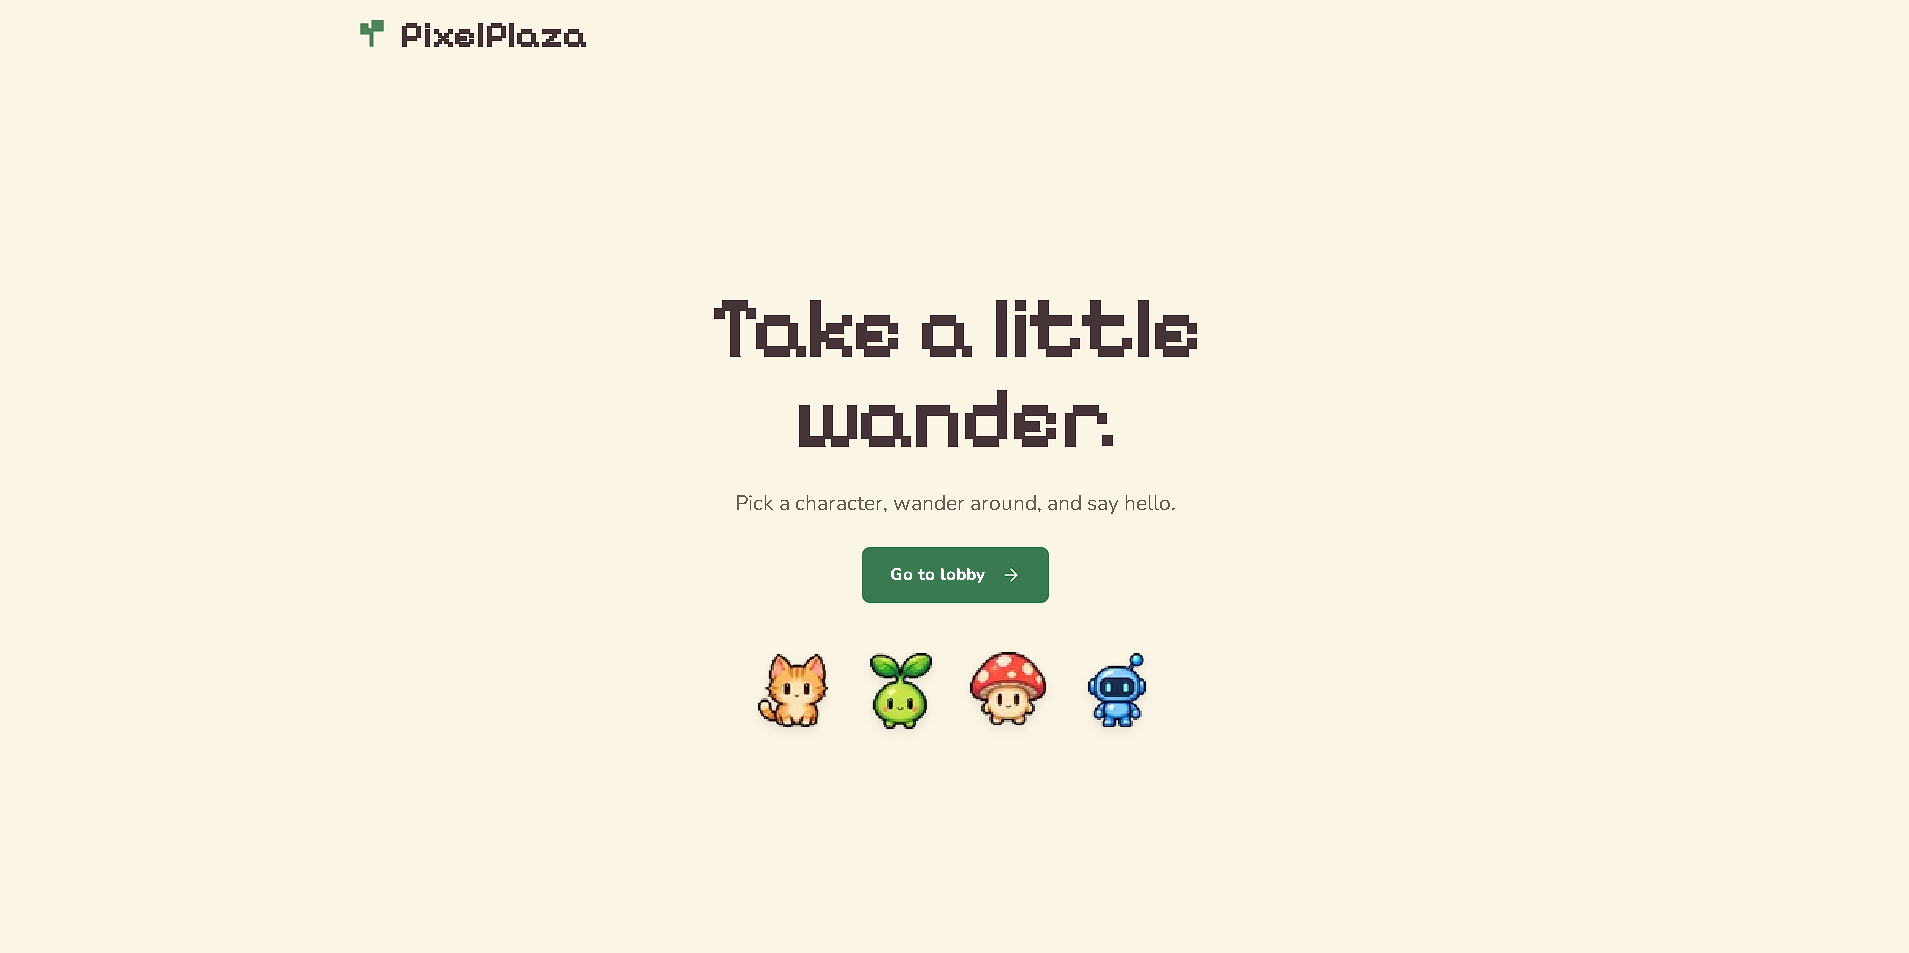 PixelPlaza
Take a little
wander.
Pick a character, wander around, and say hello.
Go to lobby